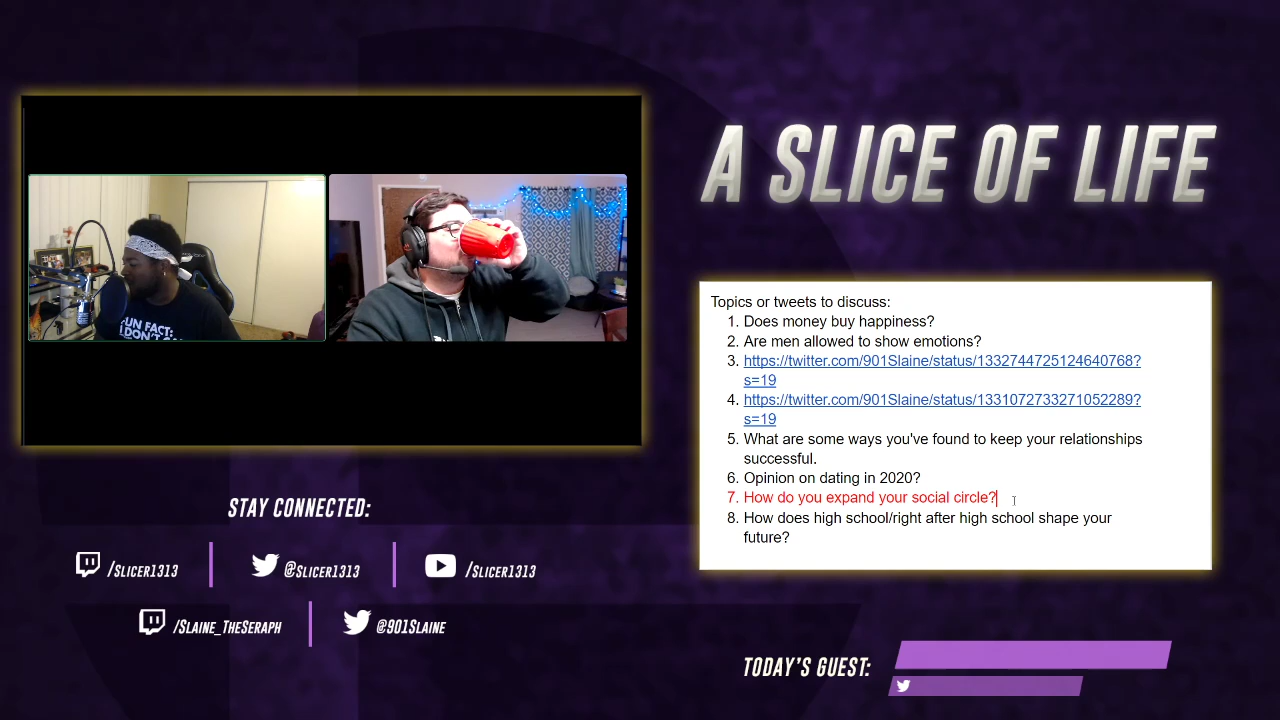 A SLICE OF LIFE
FUN FACT:
I DON'T
Topics or tweets to discuss:
1. Does money buy happiness?
2. Are men allowed to show emotions?
3. https://twitter.com/901Slaine/status/1332744725124640768?
s=19
4. https://twitter.com/901Slaine/status/1331072733271052289?
s=19
5. What are some ways you've found to keep your relationships
successful.
6. Opinion on dating in 2020?
7. How do you expand your social circle?
8. How does high school/right after high school shape your
future?
STAY CONNECTED:
/SLICER1313
@SLICER1313
/SLICER1313
/SLAINE_THESERAPH
@901SLAINE
TODAY'S GUEST: